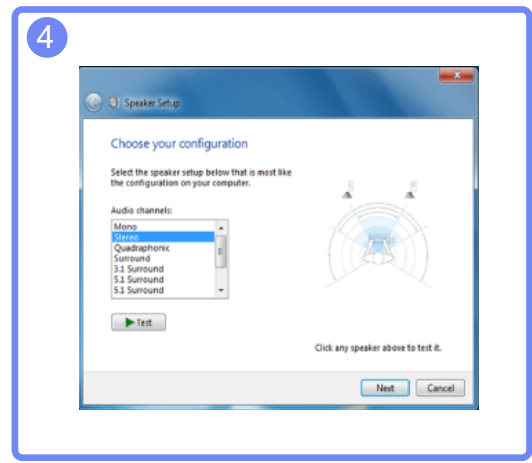 4
Speaker Setup
Choose your configuration
Select the speaker setup below that is most like
the configuration on your computer.
Audio channels:
Mono
Stereo
Quadraphonic
Surround
3.1 Surround
5.1 Surround
5.1 Surround
Test
Click any speaker above to test it.
Next
Cancel